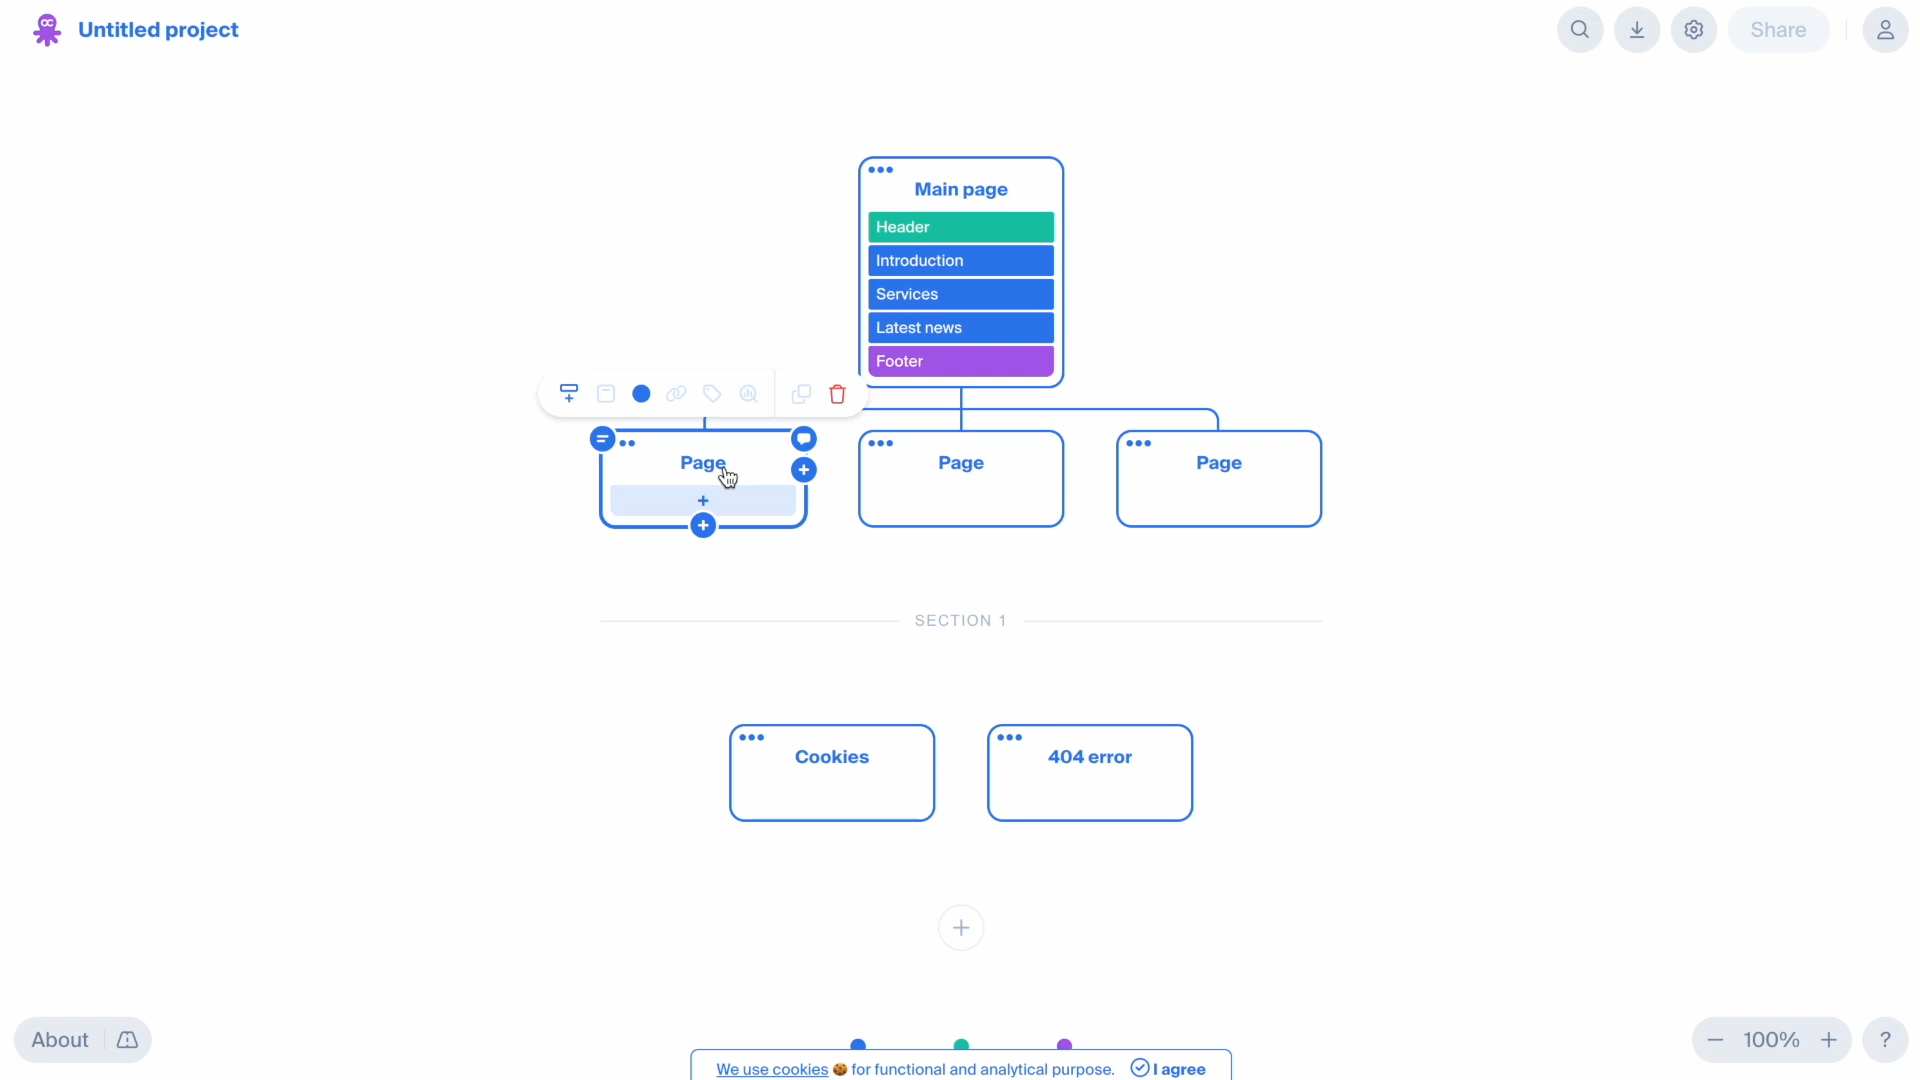 Untitled project
Share
Main page
Header
Introduction
Services
Latest news
Footer
Page
Page
Page
SECTION 1
Cookies
404 error
About
100%
?
We use cookies 🍪 for functional and analytical purpose. I agree